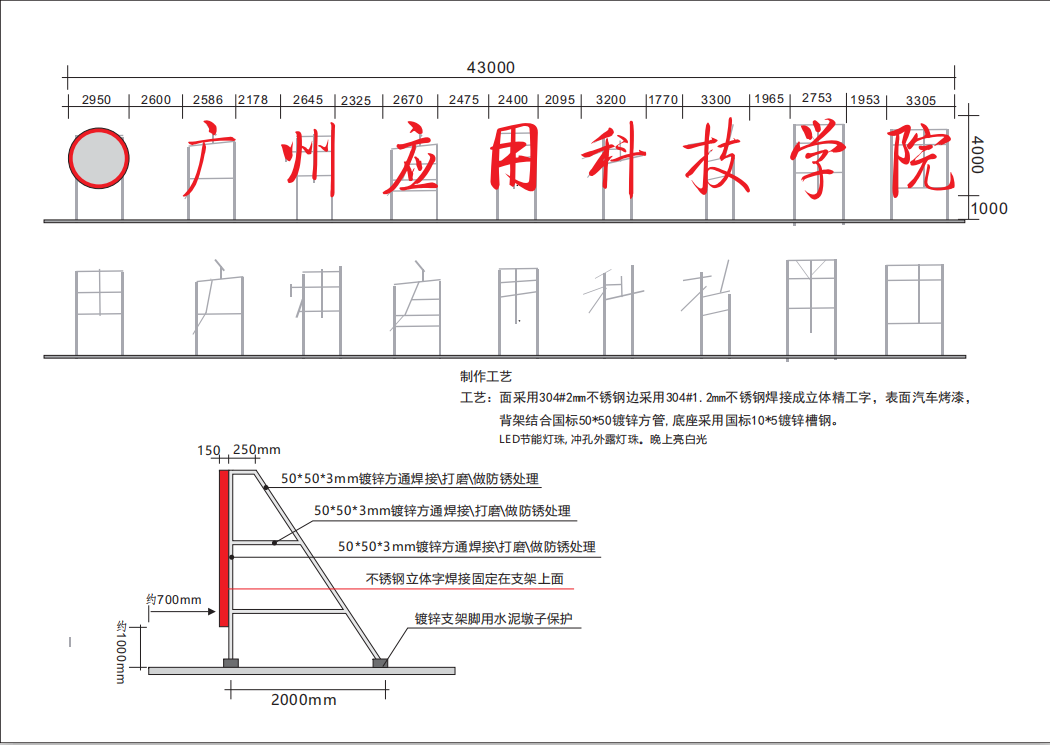 43000
2950 2600 2586 2178 2645 2325 2670 2475 2400 2095 3200 1770 3300 1965 2753 1953 3305
广州应用科技学院
4000
1000
制作工艺
工艺：面采用304#2mm不锈钢边采用304#1.2mm不锈钢焊接成立体精工字，表面汽车烤漆，
背架结合国标50*50镀锌方管,底座采用国标10*5镀锌槽钢。
LED节能灯珠,冲孔外露灯珠。晚上亮白光
150 250mm
50*50*3mm镀锌方通焊接\打磨\做防锈处理
50*50*3mm镀锌方通焊接\打磨\做防锈处理
50*50*3mm镀锌方通焊接\打磨\做防锈处理
不锈钢立体字焊接固定在支架上面
约700mm
镀锌支架脚用水泥墩子保护
约1000mm
2000mm